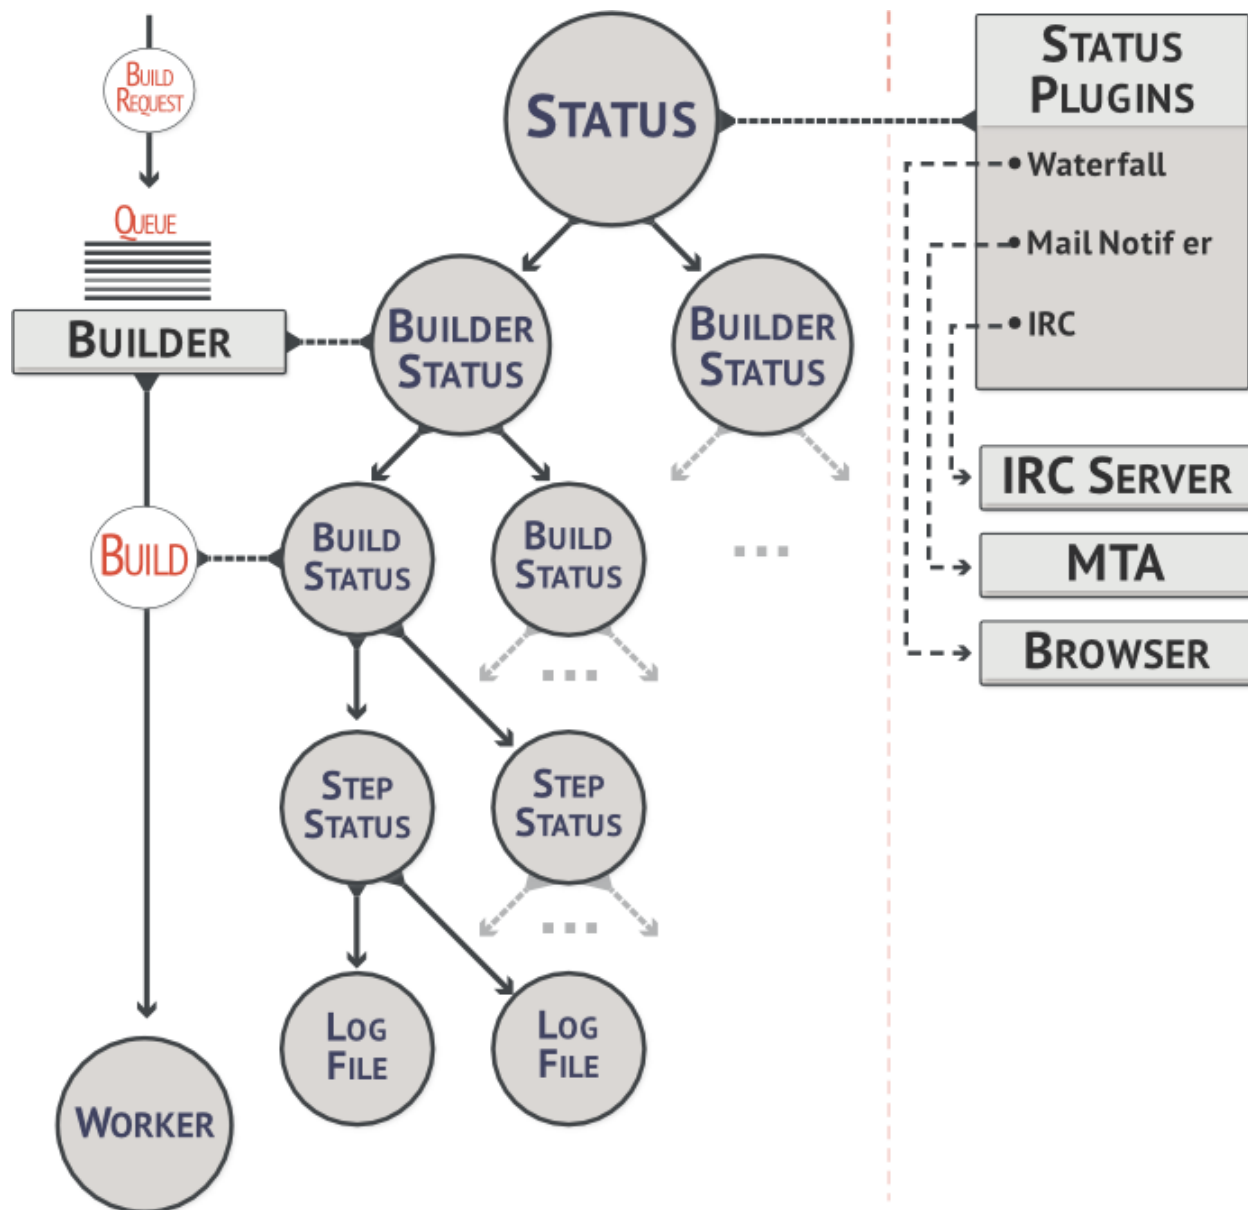 BUILD
REQUEST
QUEUE
BUILDER
BUILD
WORKER
STATUS
BUILDER
STATUS
BUILDER
STATUS
BUILD
STATUS
BUILD
STATUS
...
...
STEP
STATUS
STEP
STATUS
...
LOG
FILE
LOG
FILE
STATUS
PLUGINS
• Waterfall
• Mail Notif er
• IRC
IRC SERVER
MTA
BROWSER